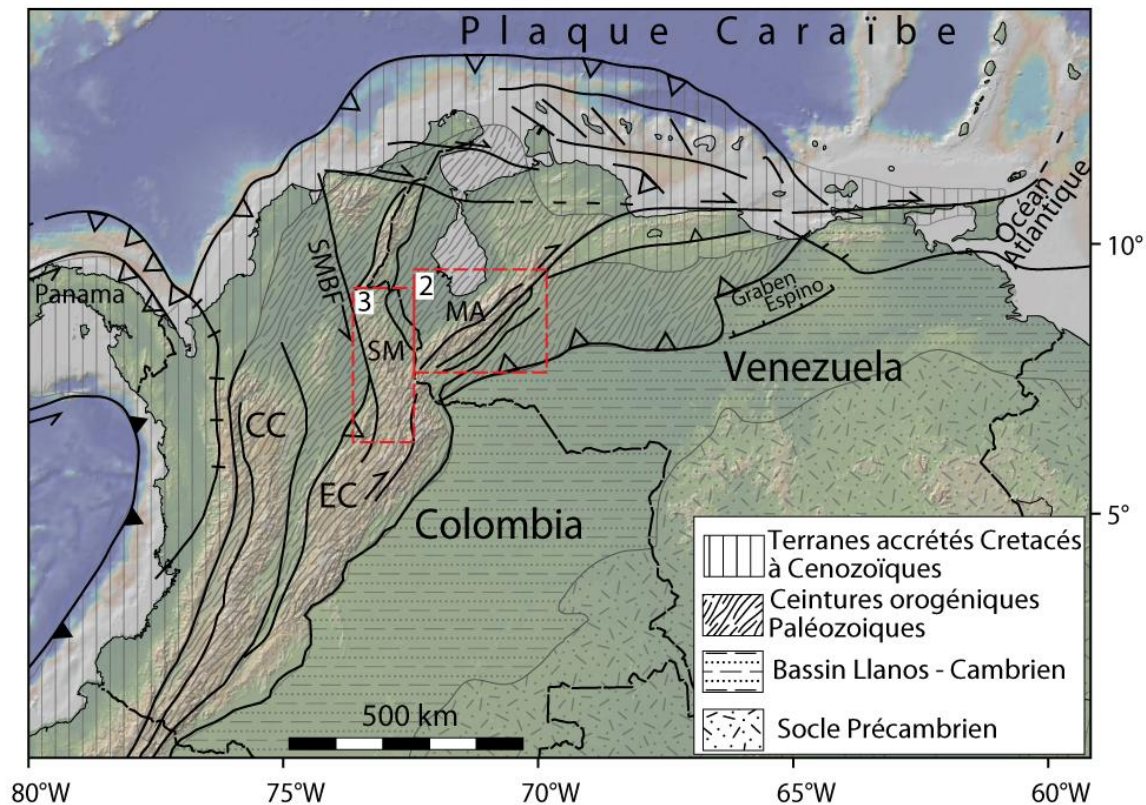 Plaque Caraïbe
Océan
Atlantique
10°
Panama
SMBF
3
2
MA
Graben
Espino
SM
Venezuela
CC
EC
Colombia
5°
Terranes accrétés Cretacés
à Cenozoïques
Ceintures orogéniques
Paléozoiques
Bassin Llanos - Cambrien
Socle Précambrien
500 km
80°W
75°W
70°W
65°W
60°W